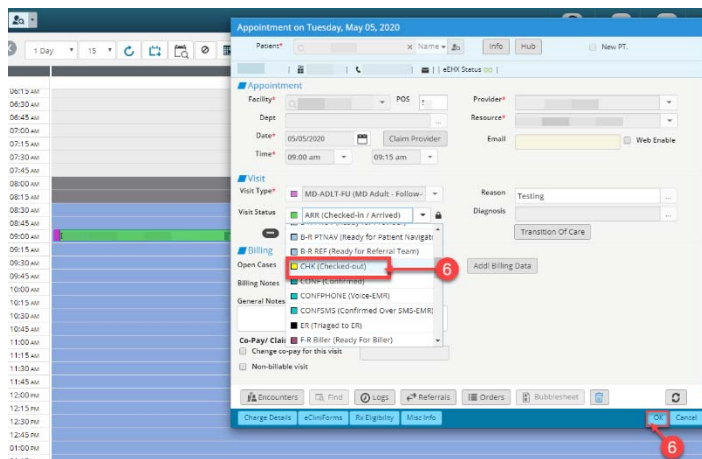 Appointment on Tuesday, May 05, 2020
Patient* Name Info Hub New PT.
eEHX Status
1 Day 15
Appointment
Facility* POS Provider*
Dept Resource*
Date* 05/05/2020 Claim Provider Email Web Enable
Time* 09:00 am 09:15 am
Visit
Visit Type* MD-ADLT-FU (MD Adult - Follow- Reason Testing
Visit Status ARR (Checked-in / Arrived) Diagnosis
Transition Of Care
B-R PTNAV (Ready for Patient Navigati
Billing B-R REF (Ready for Referral Team)
Open Cases CHK (Checked-out) 6 Addl Billing Data
Billing Notes CONF (Confirmed)
General Notes CONFPHONE (Voice-EMR)
CONFSMS (Confirmed Over SMS-EMR)
ER (Triaged to ER)
Co-Pay/ Clai F-R Biller (Ready For Biller)
Change co-pay for this visit
Non-billable visit
Encounters Find Logs Referrals Orders Bubblesheet
Charge Details eCliniForms Rx Eligibility Misc Info OK Cancel
6
06:15 AM
06:30 AM
06:45 AM
07:00 AM
07:15 AM
07:30 AM
07:45 AM
08:00 AM
08:15 AM
08:30 AM
08:45 AM
09:00 AM
09:15 AM
09:30 AM
09:45 AM
10:00 AM
10:15 AM
10:30 AM
10:45 AM
11:00 AM
11:15 AM
11:30 AM
11:45 AM
12:00 PM
12:15 PM
12:30 PM
12:45 PM
01:00 PM